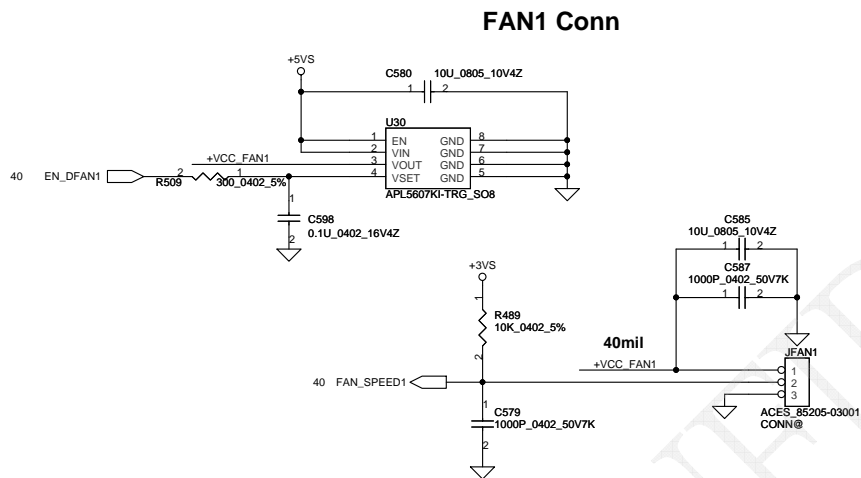 FAN1 Conn
+5VS
C580 10U_0805_10V4Z
1 2
U30
1 EN GND 8
2 VIN GND 7
+VCC_FAN1 3 VOUT GND 6
40 EN_DFAN1 2 1 4 VSET GND 5
R509 300_0402_5% APL5607KI-TRG_SO8
1
C598
0.1U_0402_16V4Z
2
C585
10U_0805_10V4Z
1 2
C587
1000P_0402_50V7K
1 2
+3VS
1
R489
10K_0402_5%
2
40mil
+VCC_FAN1
JFAN1
1
40 FAN_SPEED1 2
3
1
C579
1000P_0402_50V7K
2
ACES_85205-03001
CONN@